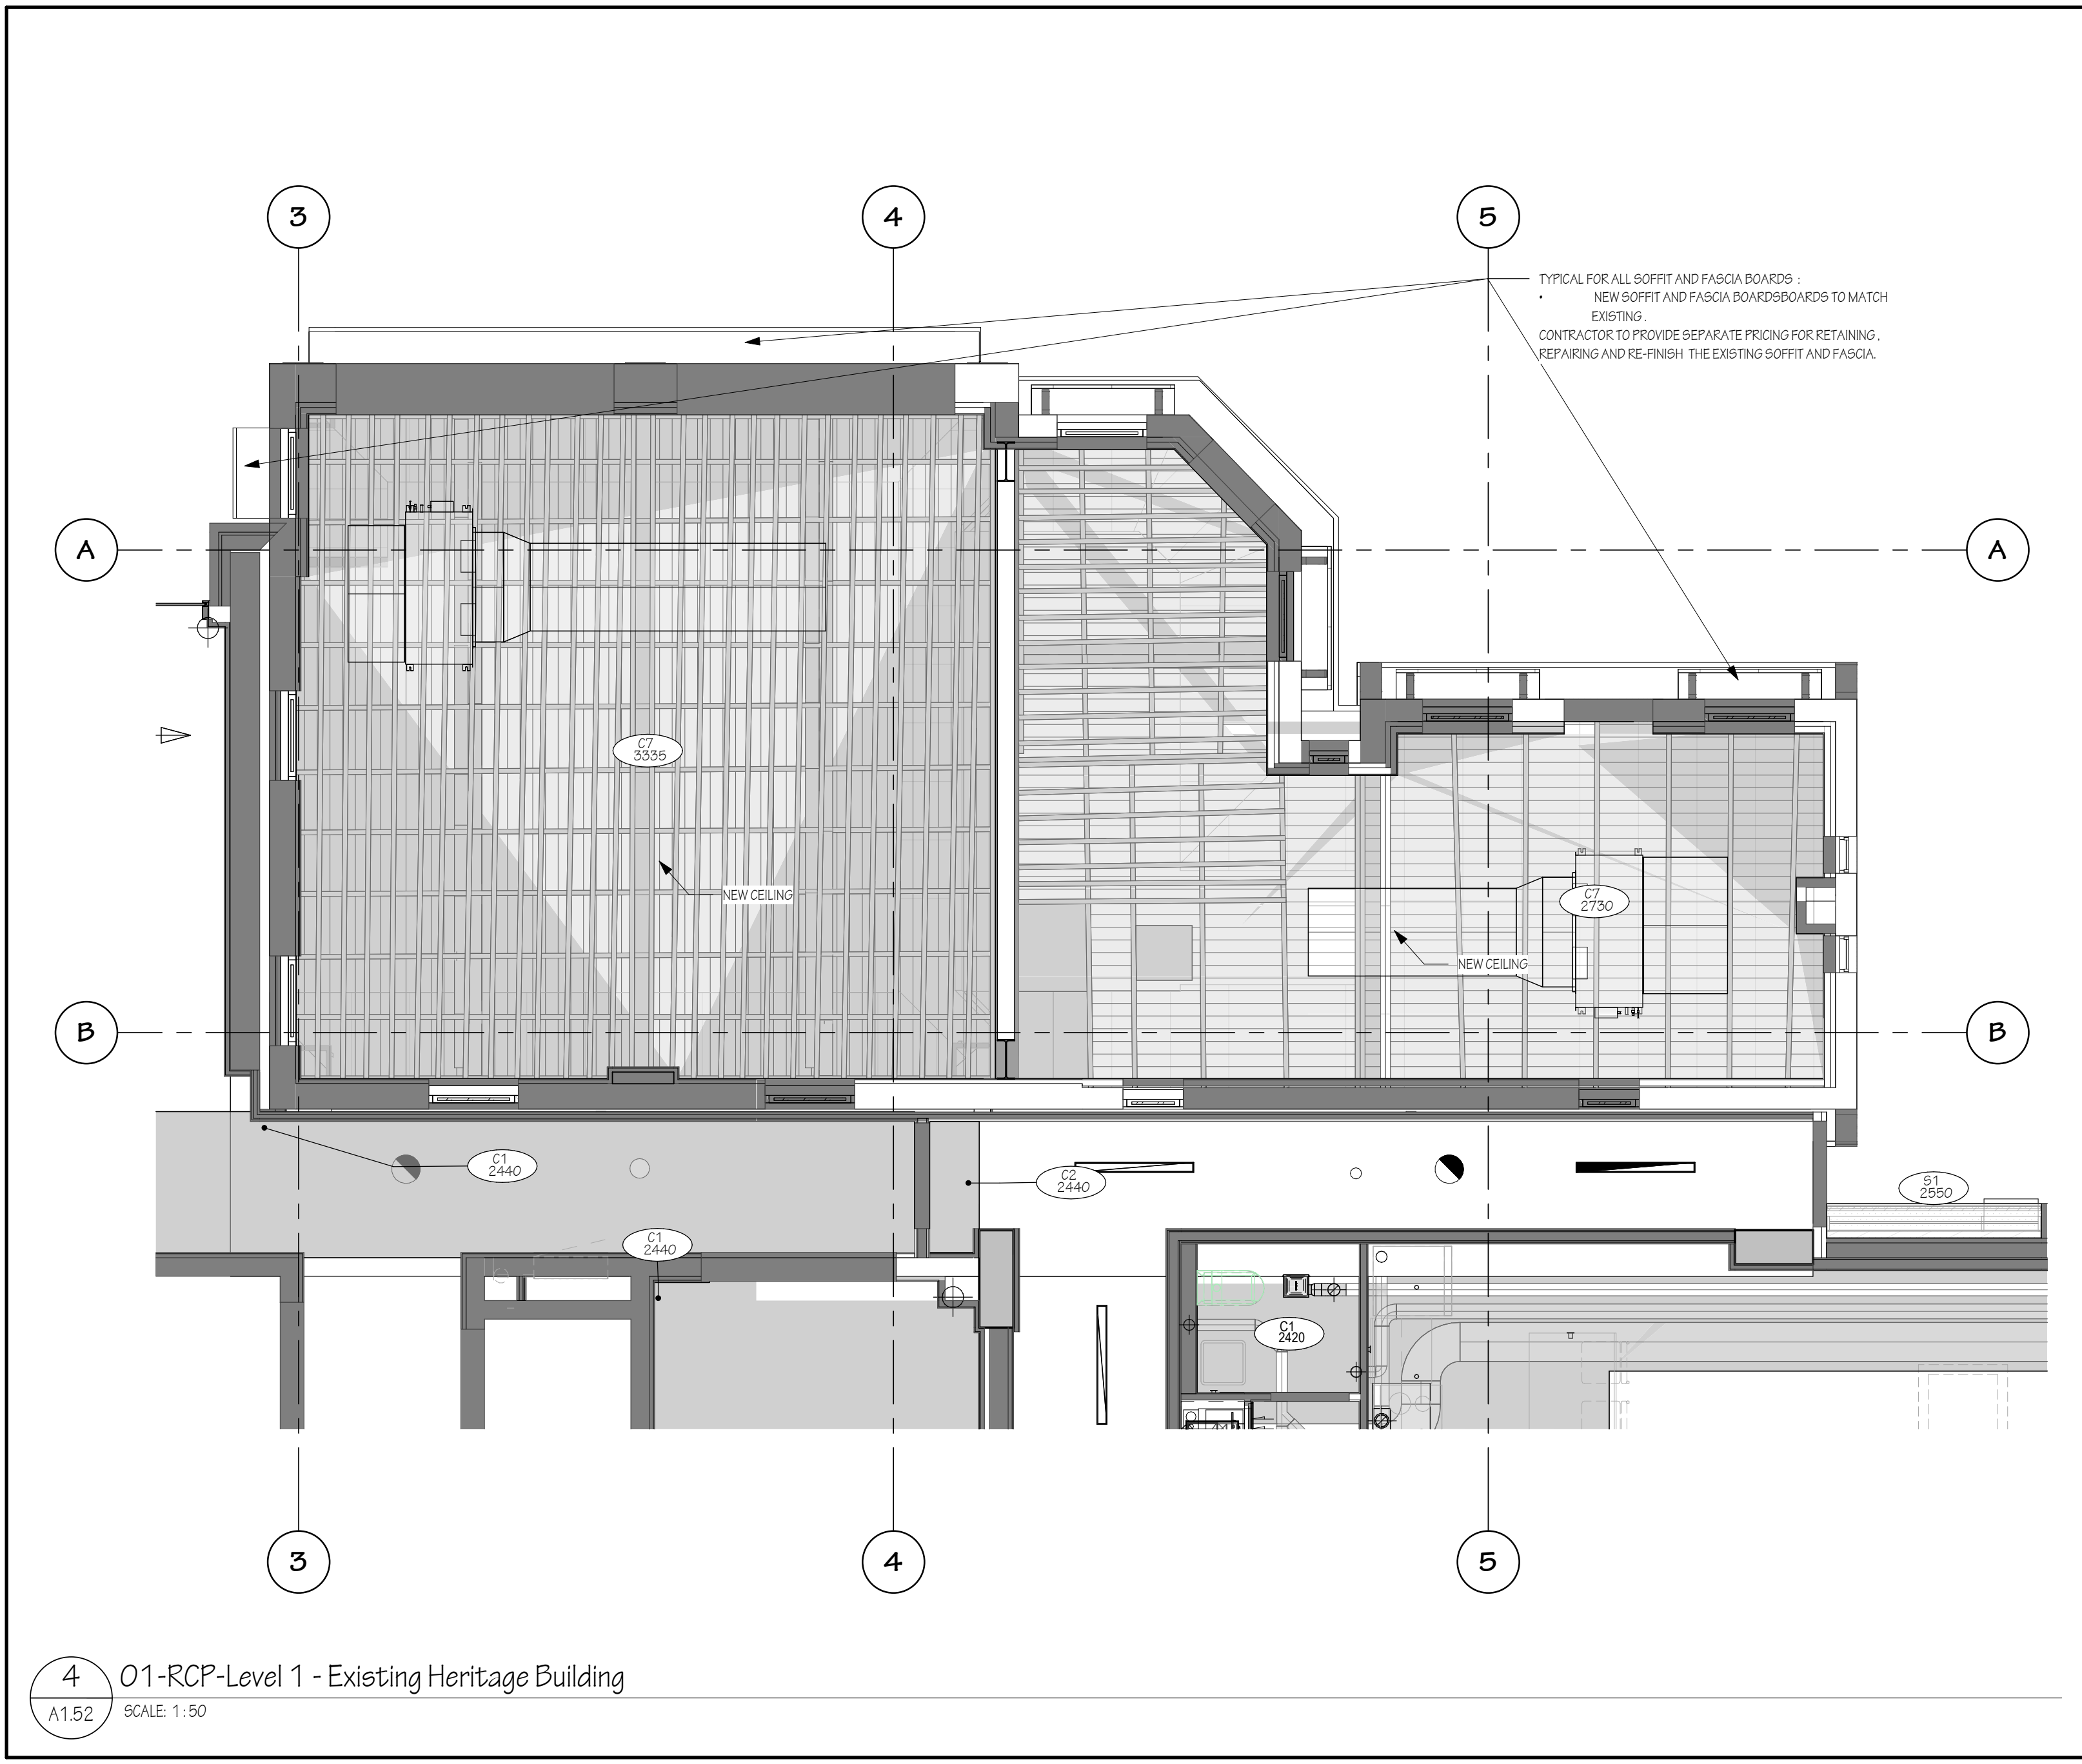 3
4
5
TYPICAL FOR ALL SOFFIT AND FASCIA BOARDS :
• NEW SOFFIT AND FASCIA BOARDSBOARDS TO MATCH
EXISTING .
CONTRACTOR TO PROVIDE SEPARATE PRICING FOR RETAINING ,
REPAIRING AND RE-FINISH THE EXISTING SOFFIT AND FASCIA.
A
A
C7
3335
NEW CEILING
C7
2730
NEW CEILING
B
B
C1
2440
C2
2440
S1
2550
C1
2440
C1
2420
3
4
5
4
A1.52
01-RCP-Level 1 - Existing Heritage Building
SCALE: 1 : 50